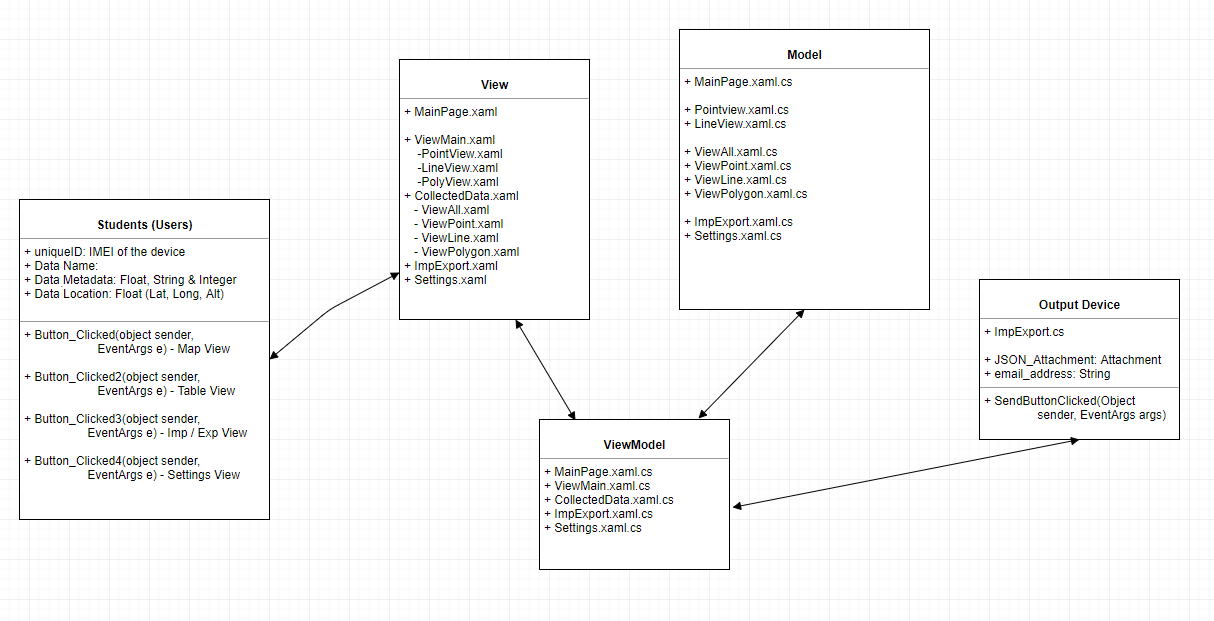 Students (Users)
+ uniqueID: IMEI of the device
+ Data Name:
+ Data Metadata: Float, String & Integer
+ Data Location: Float (Lat, Long, Alt)
+ Button_Clicked(object sender,
EventArgs e) - Map View
+ Button_Clicked2(object sender,
EventArgs e) - Table View
+ Button_Clicked3(object sender,
EventArgs e) - Imp / Exp View
+ Button_Clicked4(object sender,
EventArgs e) - Settings View
View
+ MainPage.xaml
+ ViewMain.xaml
-PointView.xaml
-LineView.xaml
-PolyView.xaml
+ CollectedData.xaml
- ViewAll.xaml
- ViewPoint.xaml
- ViewLine.xaml
- ViewPolygon.xaml
+ ImpExport.xaml
+ Settings.xaml
Model
+ MainPage.xaml.cs
+ Pointview.xaml.cs
+ LineView.xaml.cs
+ ViewAll.xaml.cs
+ ViewPoint.xaml.cs
+ ViewLine.xaml.cs
+ ViewPolygon.xaml.cs
+ ImpExport.xaml.cs
+ Settings.xaml.cs
ViewModel
+ MainPage.xaml.cs
+ ViewMain.xaml.cs
+ CollectedData.xaml.cs
+ ImpExport.xaml.cs
+ Settings.xaml.cs
Output Device
+ ImpExport.cs
+ JSON_Attachment: Attachment
+ email_address: String
+ SendButtonClicked(Object
sender, EventArgs args)